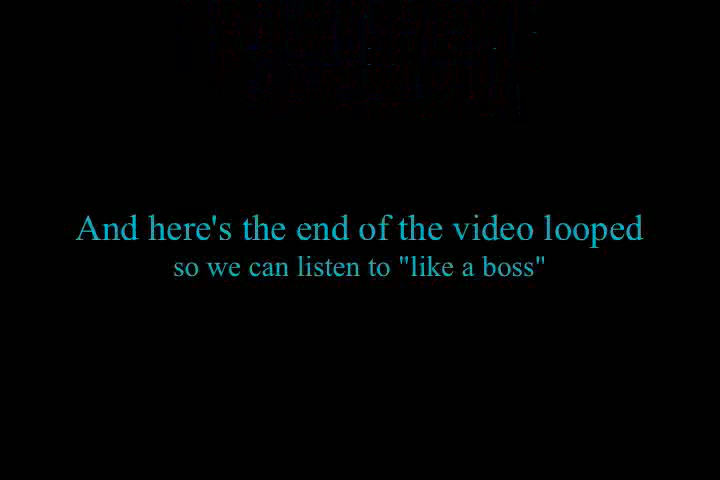 And here's the end of the video looped
so we can listen to "like a boss"